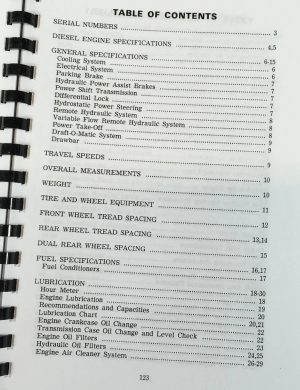 TABLE OF CONTENTS
SERIAL NUMBERS 3
DIESEL ENGINE SPECIFICATIONS 4,5
GENERAL SPECIFICATIONS 6-15
Cooling System 6
Electrical System 6
Parking Brake 7
Hydraulic Power Assist Brakes 7
Power Shift Transmission 7
Differential Lock 7
Hydrostatic Power Steering 7
Remote Hydraulic System 8
Variable Flow Remote Hydraulic System 8
Power Take-Off 8
Draft-O-Matic System 9
Drawbar 9
TRAVEL SPEEDS 9
OVERALL MEASUREMENTS 10
WEIGHT 10
TIRE AND WHEEL EQUIPMENT 11
FRONT WHEEL TREAD SPACING 12
REAR WHEEL TREAD SPACING 13,14
DUAL REAR WHEEL SPACING 15
FUEL SPECIFICATIONS 16,17
Fuel Conditioners 17
LUBRICATION 18-30
Hour Meter 18
Engine Lubrication 18
Recommendations and Capacities 19
Lubrication Chart 20
Engine Crankcase Oil Change 20,21
Transmission Case Oil Change and Level Check 22
Engine Oil Filters 22
Hydraulic Oil Filters 23
Engine Air Cleaner System 24,25
26-29
123